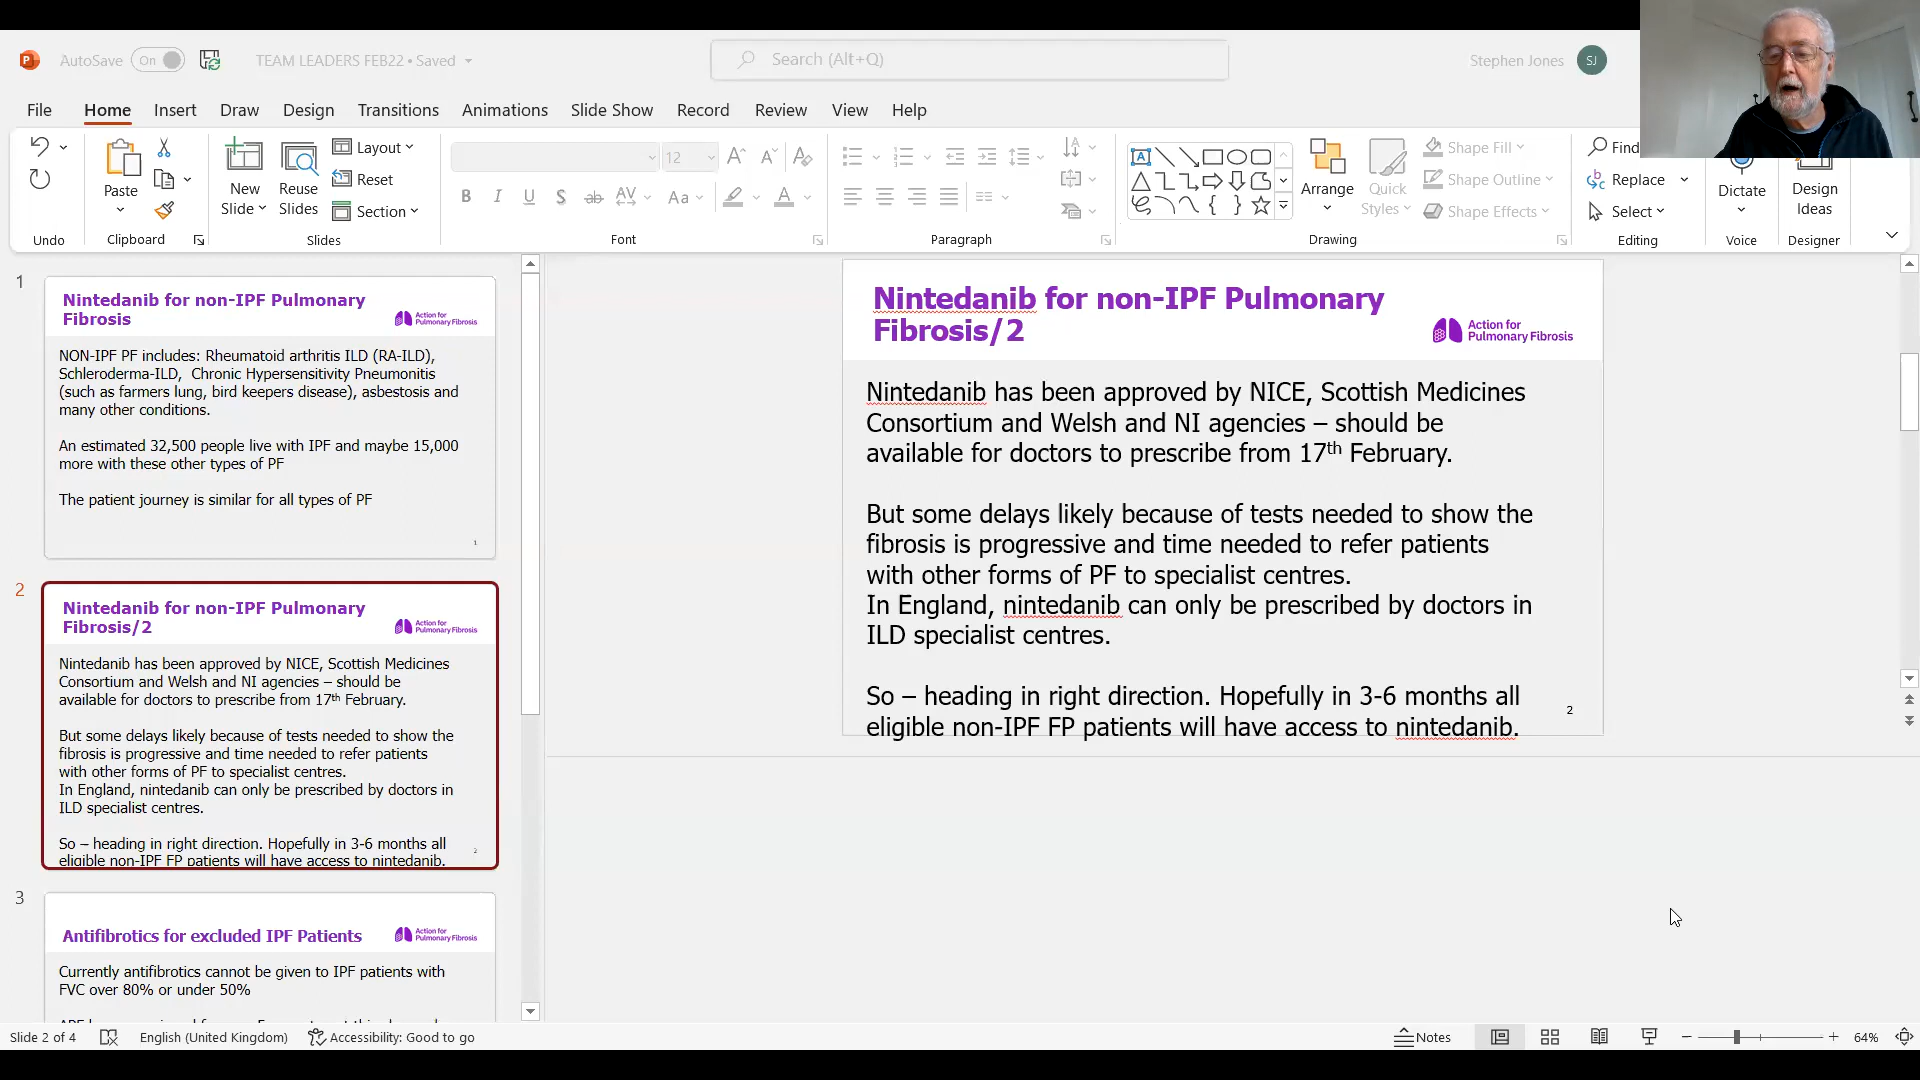 AutoSave
On
TEAM LEADERS FEB22 • Saved
Search (Alt+Q)
Stephen Jones
SJ
File
Home
Insert
Draw
Design
Transitions
Animations
Slide Show
Record
Review
View
Help
Undo
Paste
Clipboard
New
Slide
Reuse
Slides
Layout
Reset
Section
Slides
12
B
I
U
S
ab
AV
Aa
A
Font
Paragraph
Arrange
Quick
Styles
Shape Fill
Shape Outline
Shape Effects
Drawing
Find
Replace
Select
Editing
Dictate
Voice
Design
Ideas
Designer
1
Nintedanib for non-IPF Pulmonary
Fibrosis
Action for
Pulmonary Fibrosis
NON-IPF PF includes: Rheumatoid arthritis ILD (RA-ILD),
Schleroderma-ILD, Chronic Hypersensitivity Pneumonitis
(such as farmers lung, bird keepers disease), asbestosis and
many other conditions.
An estimated 32,500 people live with IPF and maybe 15,000
more with these other types of PF
The patient journey is similar for all types of PF
1
2
Nintedanib for non-IPF Pulmonary
Fibrosis/2
Action for
Pulmonary Fibrosis
Nintedanib has been approved by NICE, Scottish Medicines
Consortium and Welsh and NI agencies – should be
available for doctors to prescribe from 17th February.
But some delays likely because of tests needed to show the
fibrosis is progressive and time needed to refer patients
with other forms of PF to specialist centres.
In England, nintedanib can only be prescribed by doctors in
ILD specialist centres.
So – heading in right direction. Hopefully in 3-6 months all
eligible non-IPF FP patients will have access to nintedanib.
2
3
Antifibrotics for excluded IPF Patients
Action for
Pulmonary Fibrosis
Currently antifibrotics cannot be given to IPF patients with
FVC over 80% or under 50%
Nintedanib for non-IPF Pulmonary
Fibrosis/2
Action for
Pulmonary Fibrosis
Nintedanib has been approved by NICE, Scottish Medicines
Consortium and Welsh and NI agencies – should be
available for doctors to prescribe from 17th February.
But some delays likely because of tests needed to show the
fibrosis is progressive and time needed to refer patients
with other forms of PF to specialist centres.
In England, nintedanib can only be prescribed by doctors in
ILD specialist centres.
So – heading in right direction. Hopefully in 3-6 months all
eligible non-IPF FP patients will have access to nintedanib.
2
Slide 2 of 4
English (United Kingdom)
Accessibility: Good to go
Notes
64%